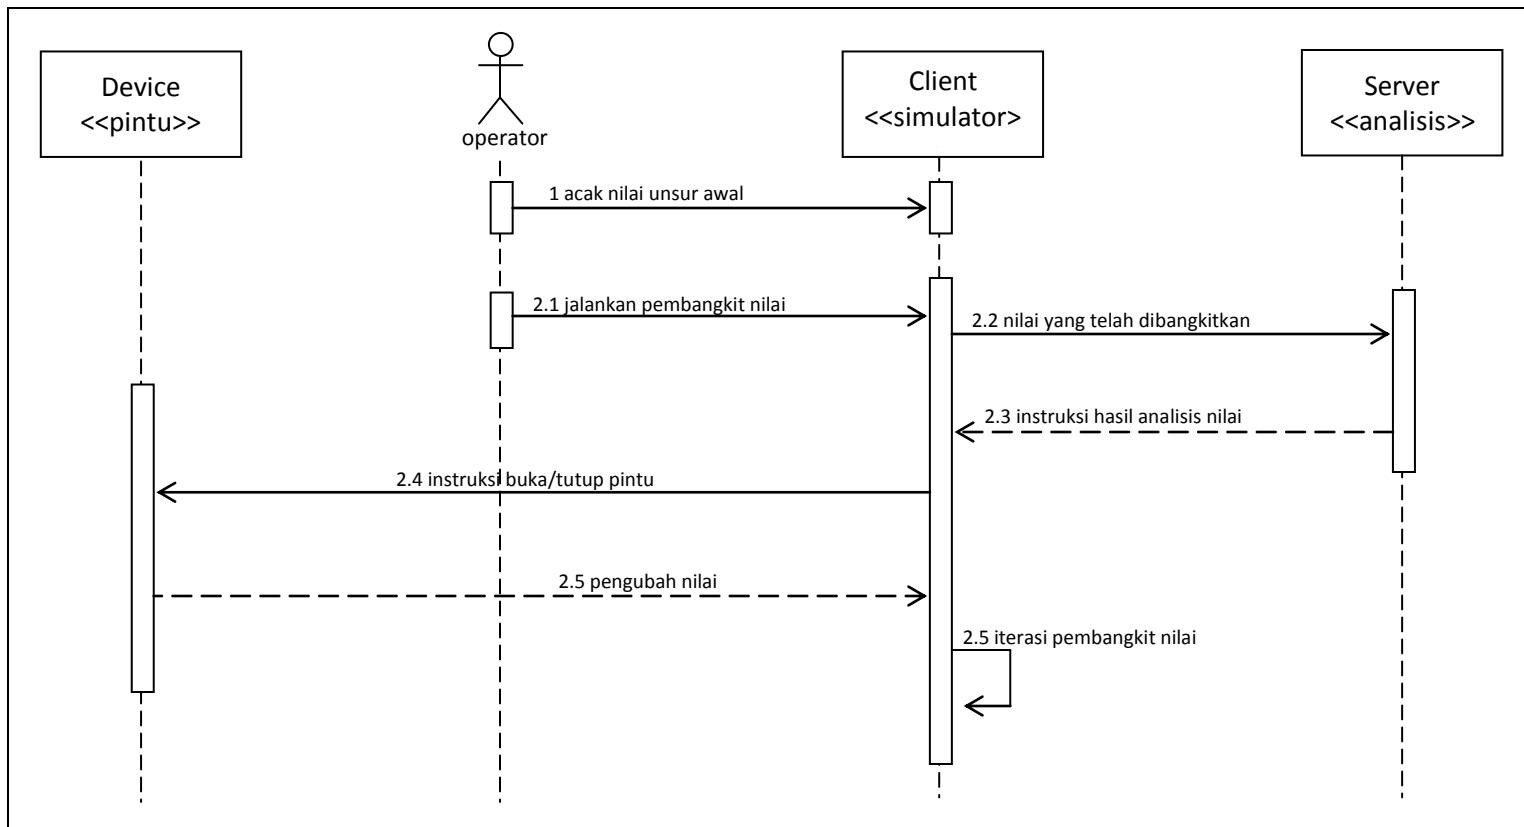 Device
<<pintu>>
operator
Client
<<simulator>
Server
<<analisis>>
1 acak nilai unsur awal
2.1 jalankan pembangkit nilai
2.2 nilai yang telah dibangkitkan
2.3 instruksi hasil analisis nilai
2.4 instruksi buka/tutup pintu
2.5 pengubah nilai
2.5 iterasi pembangkit nilai